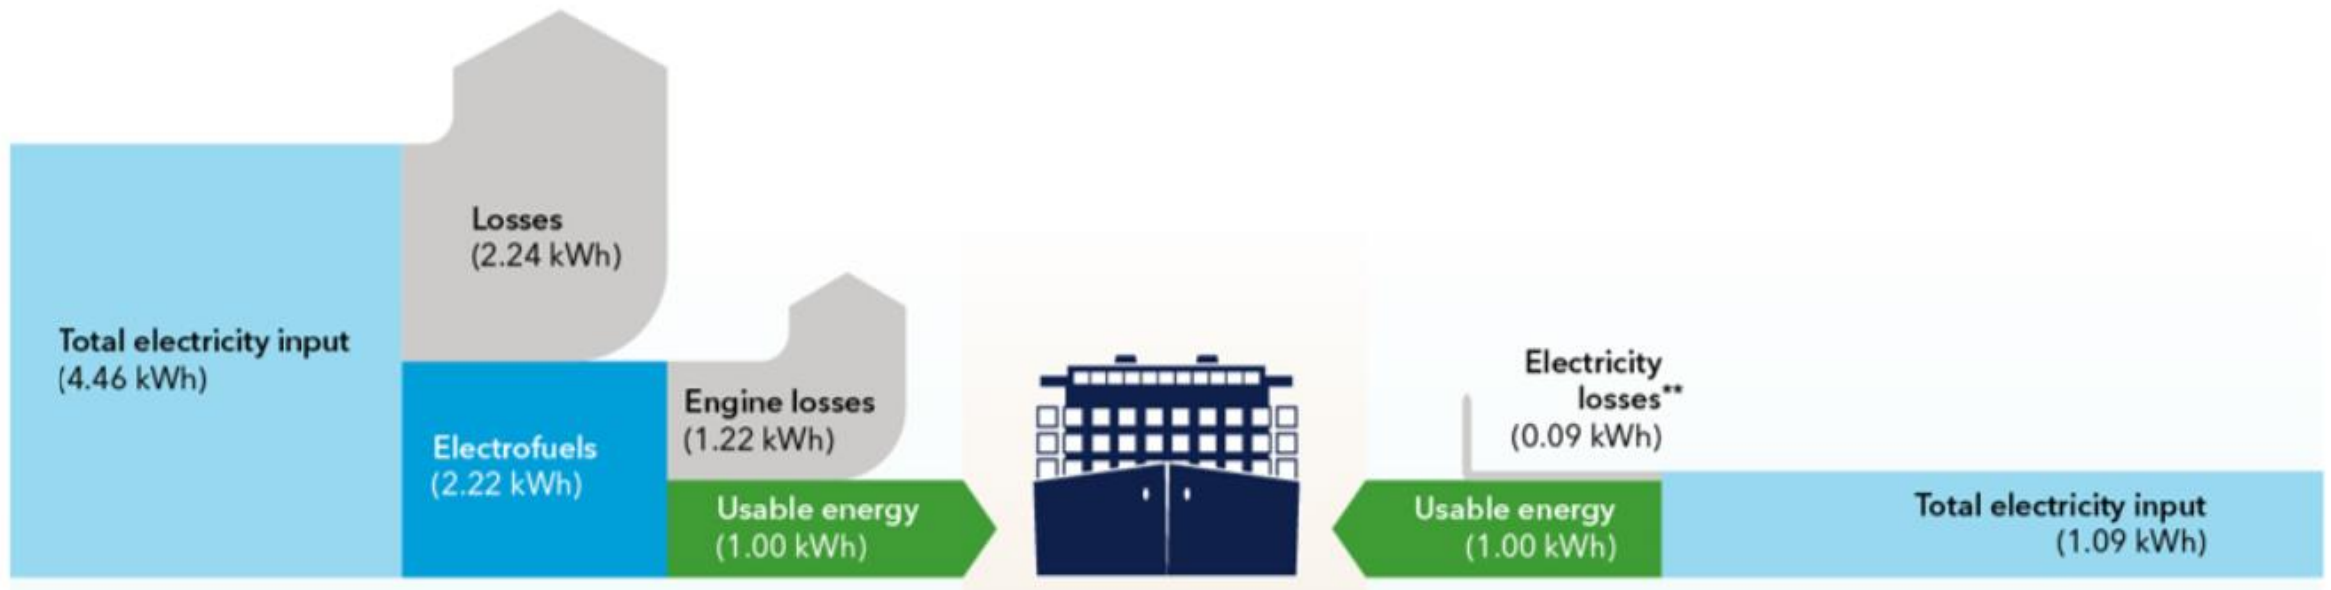 Losses
(2.24 kWh)
Total electricity input
(4.46 kWh)
Electrofuels
(2.22 kWh)
Engine losses
(1.22 kWh)
Usable energy
(1.00 kWh)
Electricity
losses**
(0.09 kWh)
Usable energy
(1.00 kWh)
Total electricity input
(1.09 kWh)